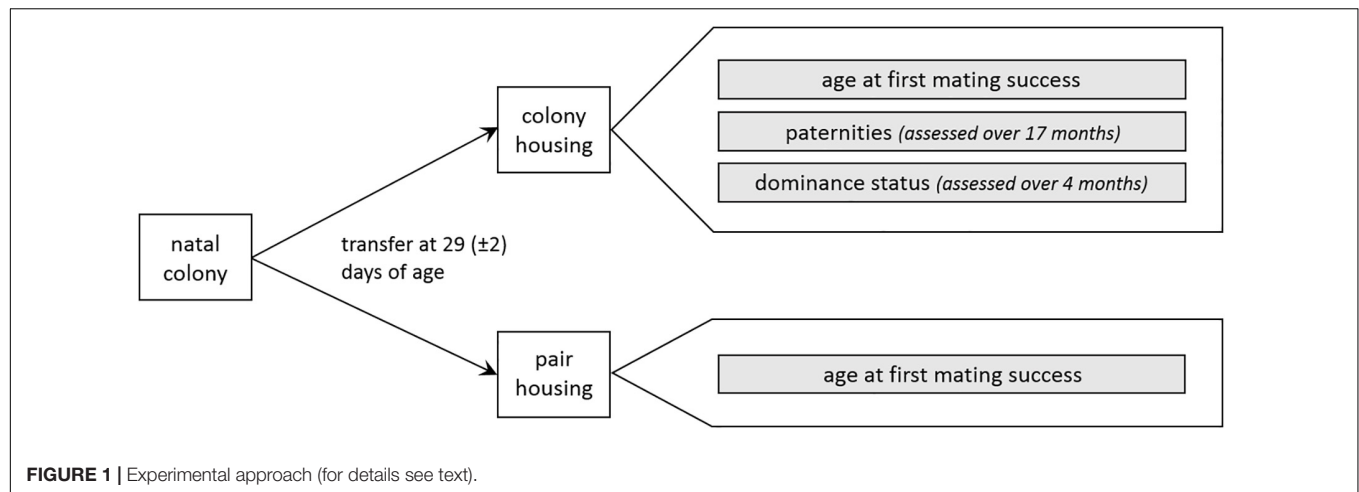 natal
colony
transfer at 29 (±2)
days of age
colony
housing
age at first mating success
paternities (assessed over 17 months)
dominance status (assessed over 4 months)
pair
housing
age at first mating success
FIGURE 1 | Experimental approach (for details see text).